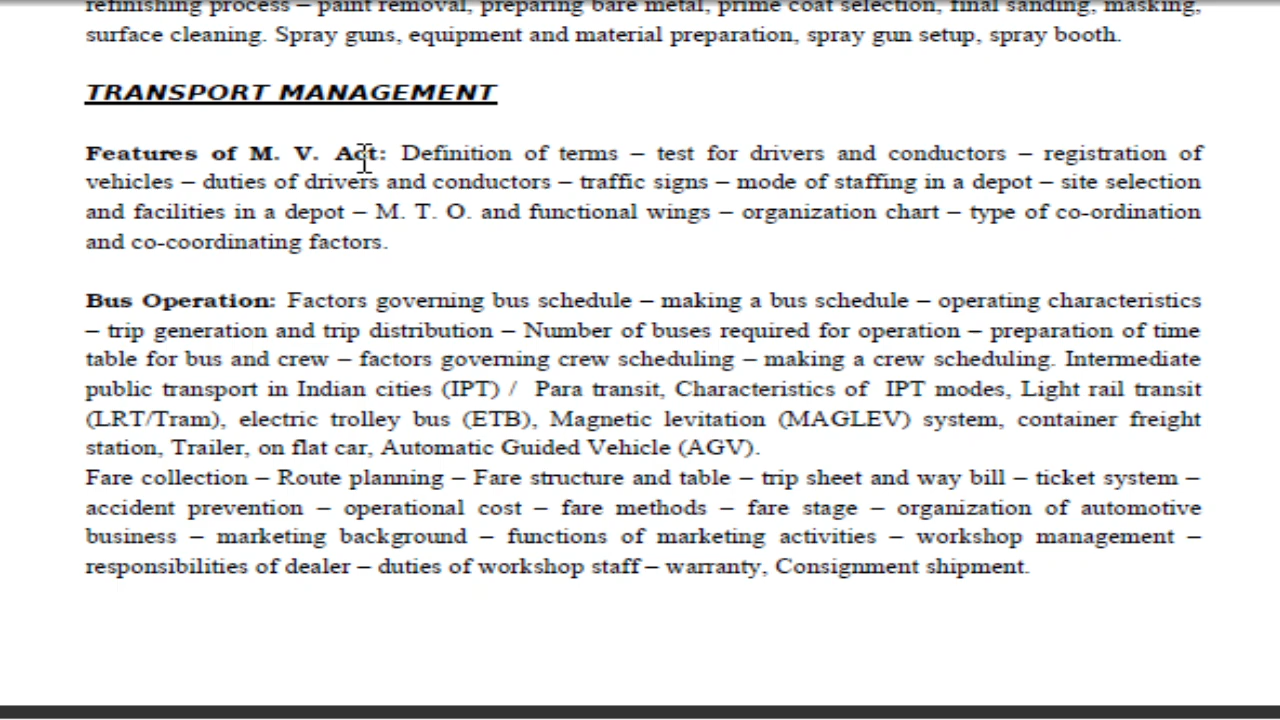 refinishing process – paint removal, preparing bare metal, prime coat selection, final sanding, masking,
surface cleaning. Spray guns, equipment and material preparation, spray gun setup, spray booth.
TRANSPORT MANAGEMENT
Features of M. V. Act: Definition of terms – test for drivers and conductors – registration of
vehicles – duties of drivers and conductors – traffic signs – mode of staffing in a depot – site selection
and facilities in a depot – M. T. O. and functional wings – organization chart – type of co-ordination
and co-coordinating factors.
Bus Operation: Factors governing bus schedule – making a bus schedule – operating characteristics
– trip generation and trip distribution – Number of buses required for operation – preparation of time
table for bus and crew – factors governing crew scheduling – making a crew scheduling. Intermediate
public transport in Indian cities (IPT) / Para transit, Characteristics of IPT modes, Light rail transit
(LRT/Tram), electric trolley bus (ETB), Magnetic levitation (MAGLEV) system, container freight
station, Trailer, on flat car, Automatic Guided Vehicle (AGV).
Fare collection – Route planning – Fare structure and table – trip sheet and way bill – ticket system –
accident prevention – operational cost – fare methods – fare stage – organization of automotive
business – marketing background – functions of marketing activities – workshop management –
responsibilities of dealer – duties of workshop staff – warranty, Consignment shipment.